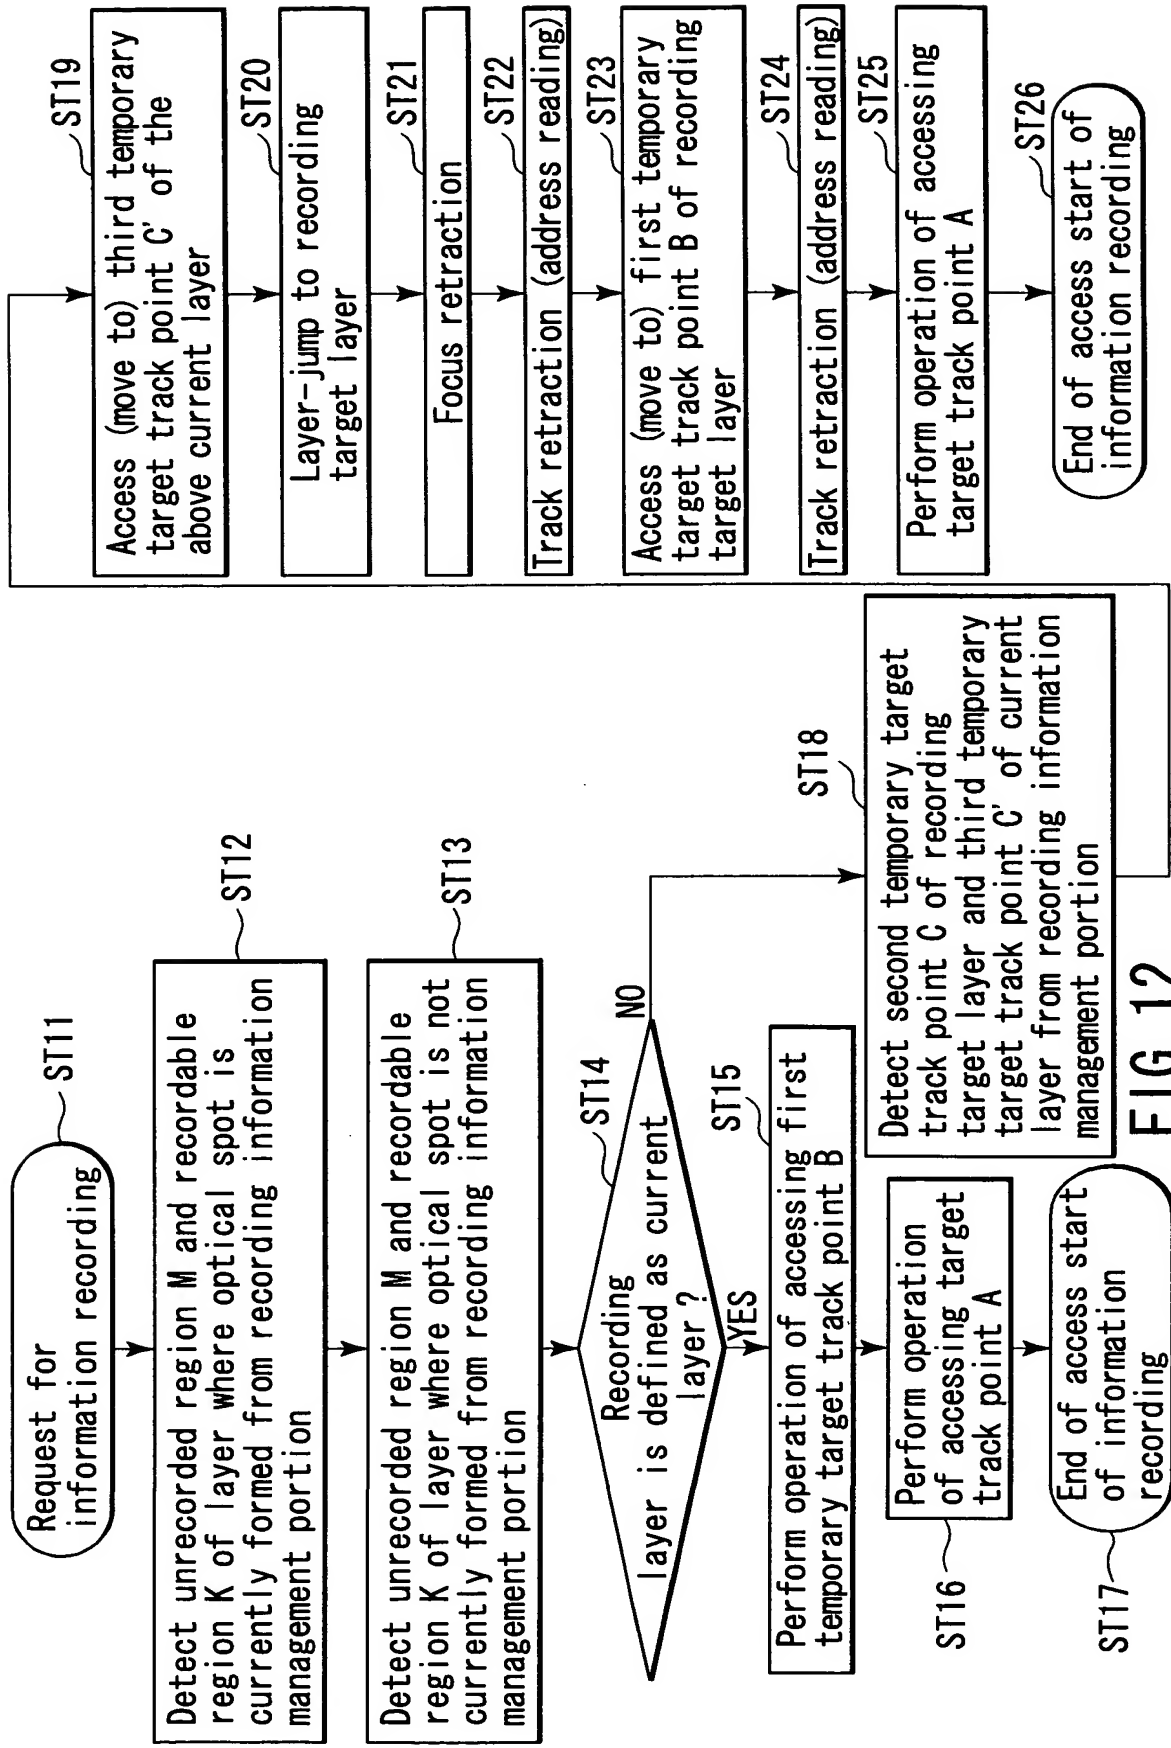 Request for
information recording
ST11
Detect unrecorded region M and recordable
region K of layer where optical spot is
currently formed from recording information
management portion
ST12
Detect unrecorded region M and recordable
region K of layer where optical spot is not
currently formed from recording information
management portion
ST13
Recording
layer is defined as current
layer ?
ST14
NO
YES
Perform operation of accessing first
temporary target track point B
ST15
Perform operation
of accessing target
track point A
ST16
End of access start
of information
recording
ST17
Detect second temporary target
track point C of recording
target layer and third temporary
target track point C' of current
layer from recording information
management portion
ST18
Access (move to) third temporary
target track point C' of the
above current layer
ST19
Layer-jump to recording
target layer
ST20
Focus retraction
ST21
Track retraction (address reading)
ST22
Access (move to) first temporary
target track point B of recording
target layer
ST23
Track retraction (address reading)
ST24
Perform operation of accessing
target track point A
ST25
End of access start of
information recording
ST26
FIG. 12